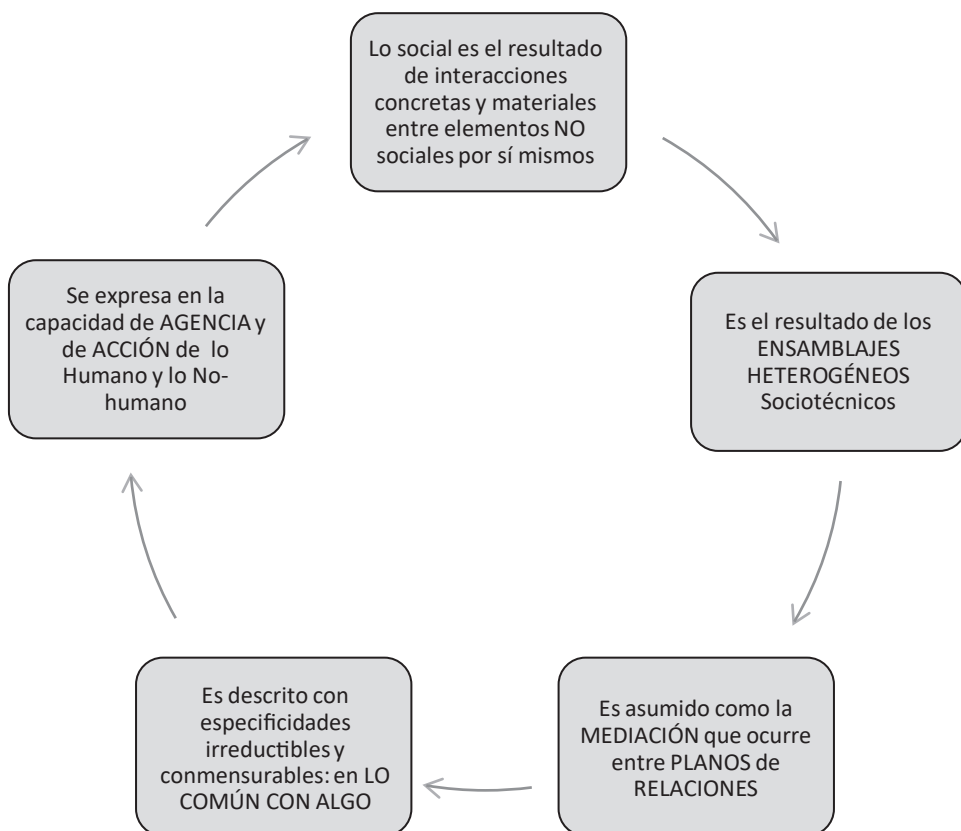 Lo social es el resultado
de interacciones
concretas y materiales
entre elementos NO
sociales por sí mismos
Es el resultado de los
ENSAMBLAJES
HETEROGÉNEOS
Sociotécnicos
Es asumido como la
MEDIACIÓN que ocurre
entre PLANOS de
RELACIONES
Es descrito con
especificidades
irreductibles y
conmensurables: en LO
COMÚN CON ALGO
Se expresa en la
capacidad de AGENCIA y
de ACCIÓN de lo
Humano y lo No-
humano